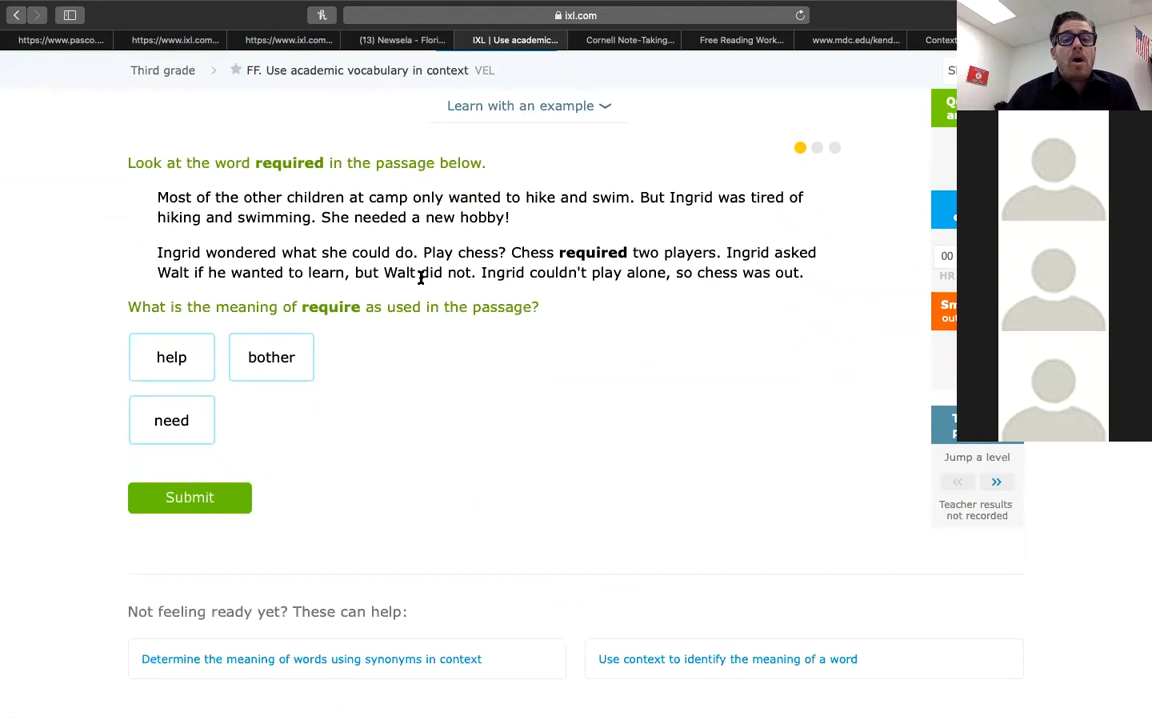 ixl.com
https://www.pasco....
https://www.ixl.com...
https://www.ixl.com...
(13) Newsela - Flori...
IXL | Use academic...
Cornell Note-Taking...
Free Reading Work...
www.mdc.edu/kend...
Context
Third grade > FF. Use academic vocabulary in context VEL
Learn with an example
Look at the word required in the passage below.
Most of the other children at camp only wanted to hike and swim. But Ingrid was tired of
hiking and swimming. She needed a new hobby!
Ingrid wondered what she could do. Play chess? Chess required two players. Ingrid asked
Walt if he wanted to learn, but Walt did not. Ingrid couldn't play alone, so chess was out.
What is the meaning of require as used in the passage?
help
bother
need
Submit
00
HR
Sm
out
Jump a level
<< >>
Teacher results
not recorded
Not feeling ready yet? These can help:
Determine the meaning of words using synonyms in context
Use context to identify the meaning of a word